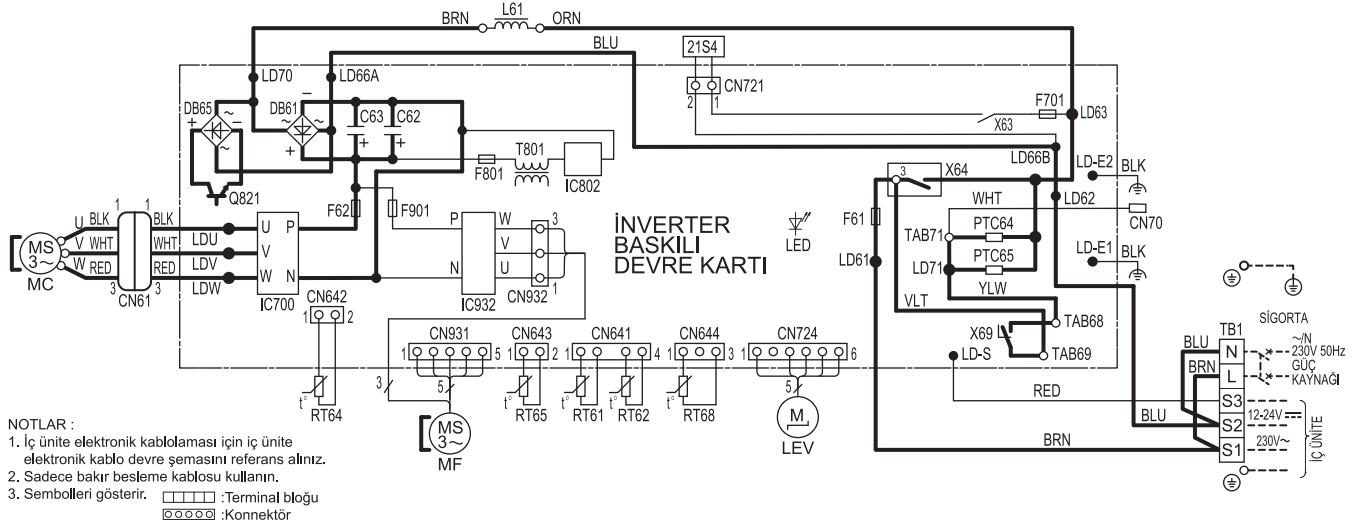 L61
BRN
ORN
BLU
21S4
LD70
LD66A
CN721
2
1
F701
LD63
X63
DB65
DB61
C63
C62
~
~
~
~
+
−
−
+
+
+
T801
F801
IC802
Q821
LD66B
LD-E2
BLK
X64
3
WHT
LD62
CN70
F62
F901
U
BLK
BLK
LDU
V
WHT
WHT
LDV
W
RED
RED
LDW
1
1
3
3
MS
3~
MC
CN61
U
P
V
W
N
IC700
P
W
V
N
U
IC932
3
1
CN932
İNVERTER
BASKILI
DEVRE KARTI
LED
F61
LD61
TAB71
PTC64
LD71
PTC65
LD-E1
BLK
YLW
VLT
X69
TAB68
TAB69
LD-S
CN642
1
2
CN931
1
5
CN643
1
2
CN641
1
4
CN644
1
3
CN724
1
6
t°
RT64
3
5
t°
RT65
t°
RT61
t°
RT62
t°
RT68
5
MS
3~
MF
M
LEV
RED
BLU
BRN
TB1
SİGORTA
BLU
N
~/N
230V 50Hz
BRN
L
GÜÇ
KAYNAĞI
S3
S2
12-24V
S1
230V~
İÇ ÜNİTE
NOTLAR :
1. İç ünite elektronik kablolaması için iç ünite
elektronik kablo devre şemasını referans alınız.
2. Sadece bakır besleme kablosu kullanın.
3. Sembolleri gösterir.
:Terminal bloğu
:Konnektör